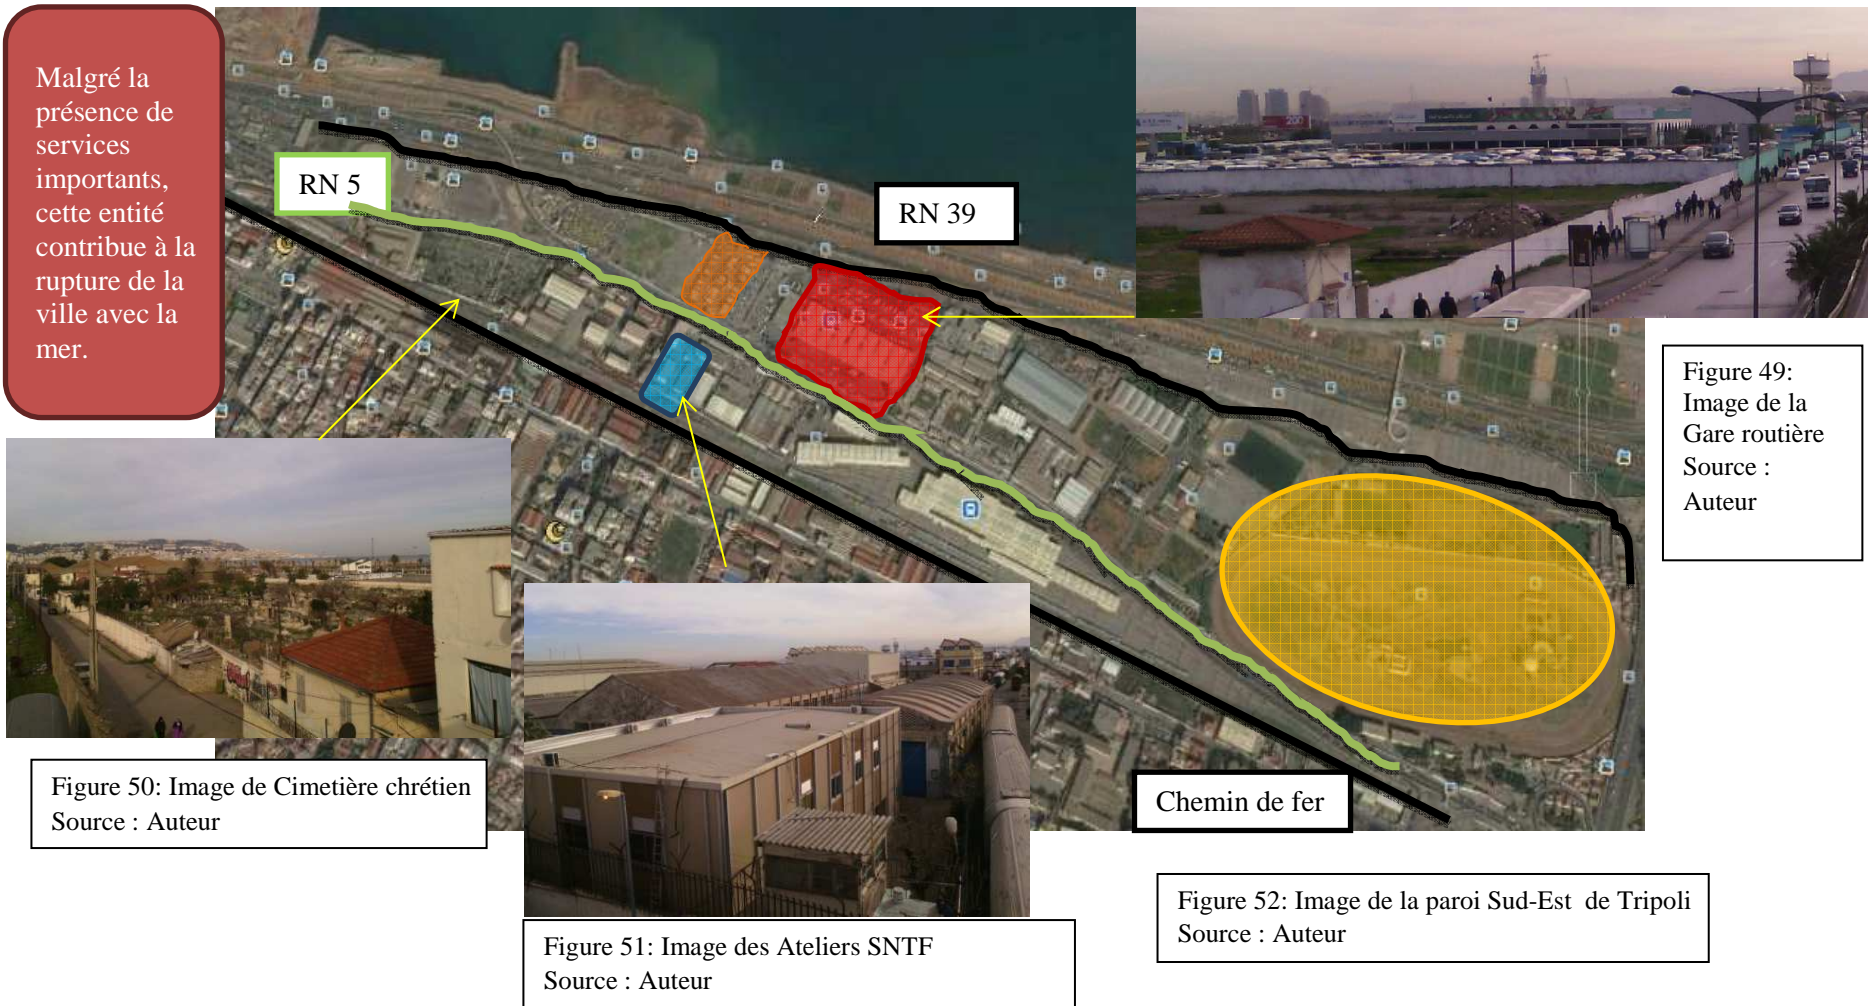 Malgré la
présence de
services
importants,
cette entité
contribue à la
rupture de la
ville avec la
mer.
RN 5
RN 39
Figure 49:
Image de la
Gare routière
Source :
Auteur
Figure 50: Image de Cimetière chrétien
Source : Auteur
Chemin de fer
Figure 51: Image des Ateliers SNTF
Source : Auteur
Figure 52: Image de la paroi Sud-Est de Tripoli
Source : Auteur